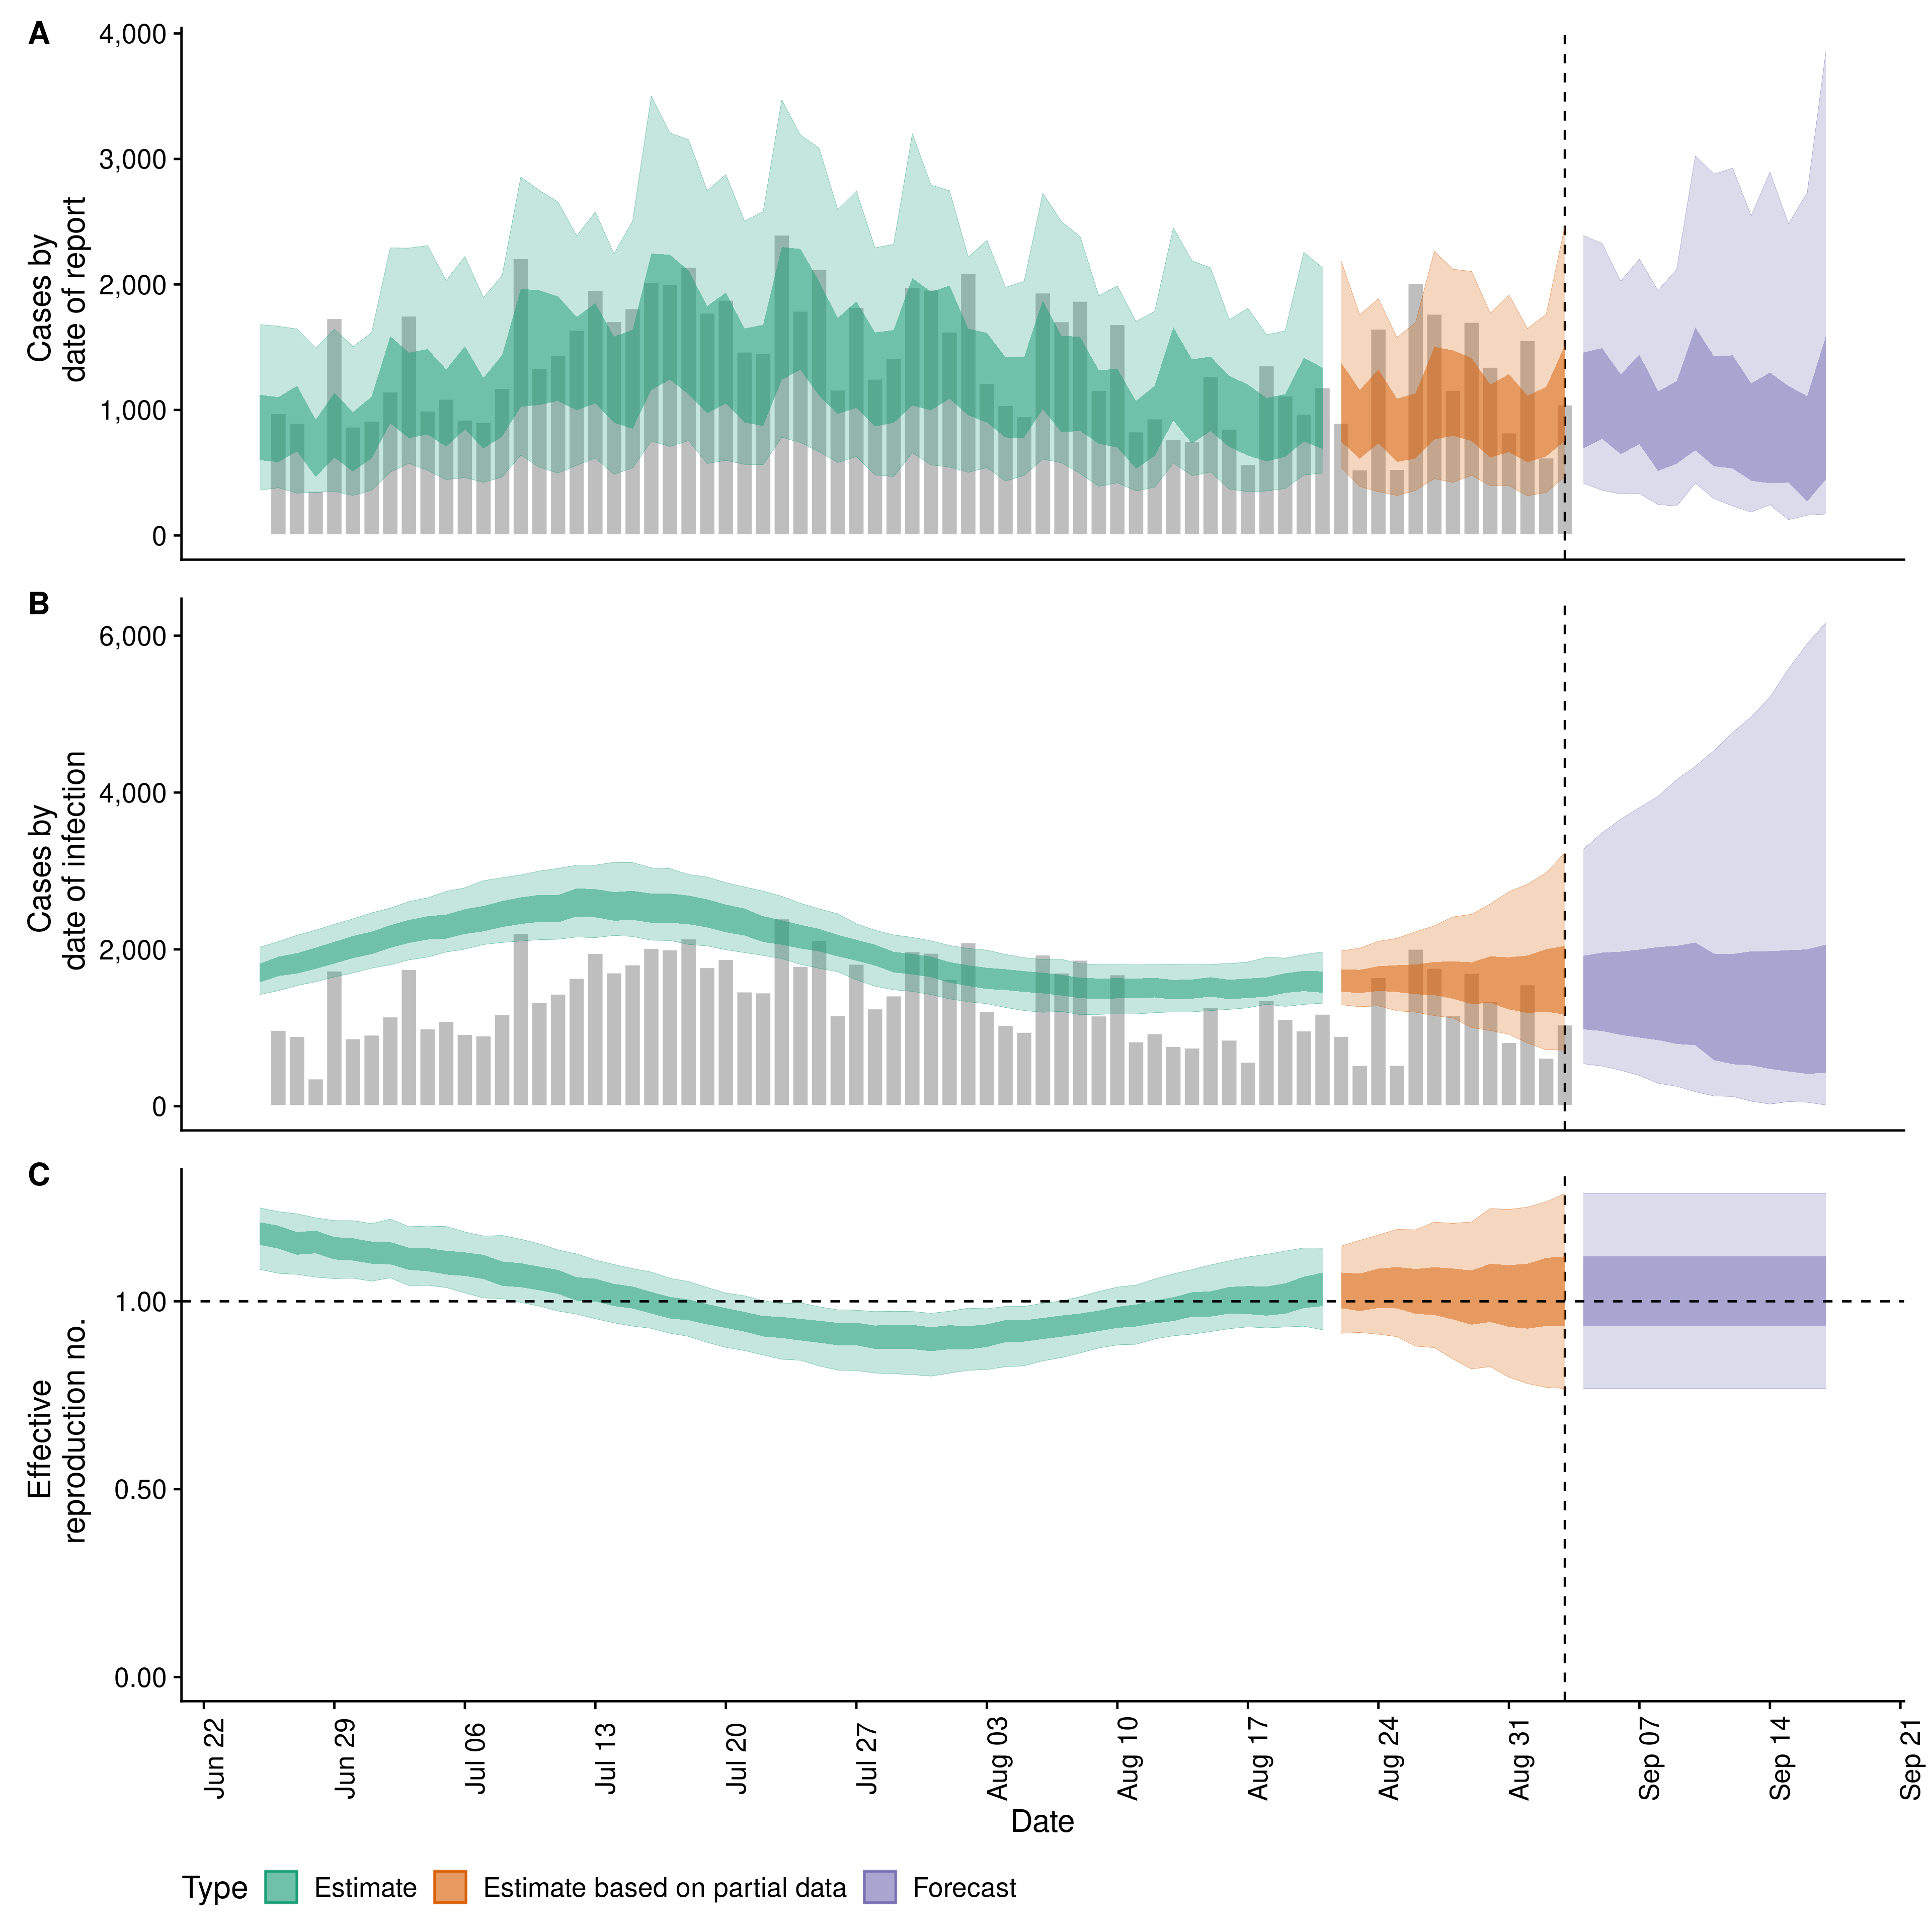 A
4,000
3,000
2,000
1,000
0
Cases by
date of report
B
6,000
4,000
2,000
0
Cases by
date of infection
C
1.00
0.50
0.00
Effective
reproduction no.
Jun 22
Jun 29
Jul 06
Jul 13
Jul 20
Jul 27
Aug 03
Aug 10
Aug 17
Aug 24
Aug 31
Sep 07
Sep 14
Sep 21
Date
Type Estimate Estimate based on partial data Forecast